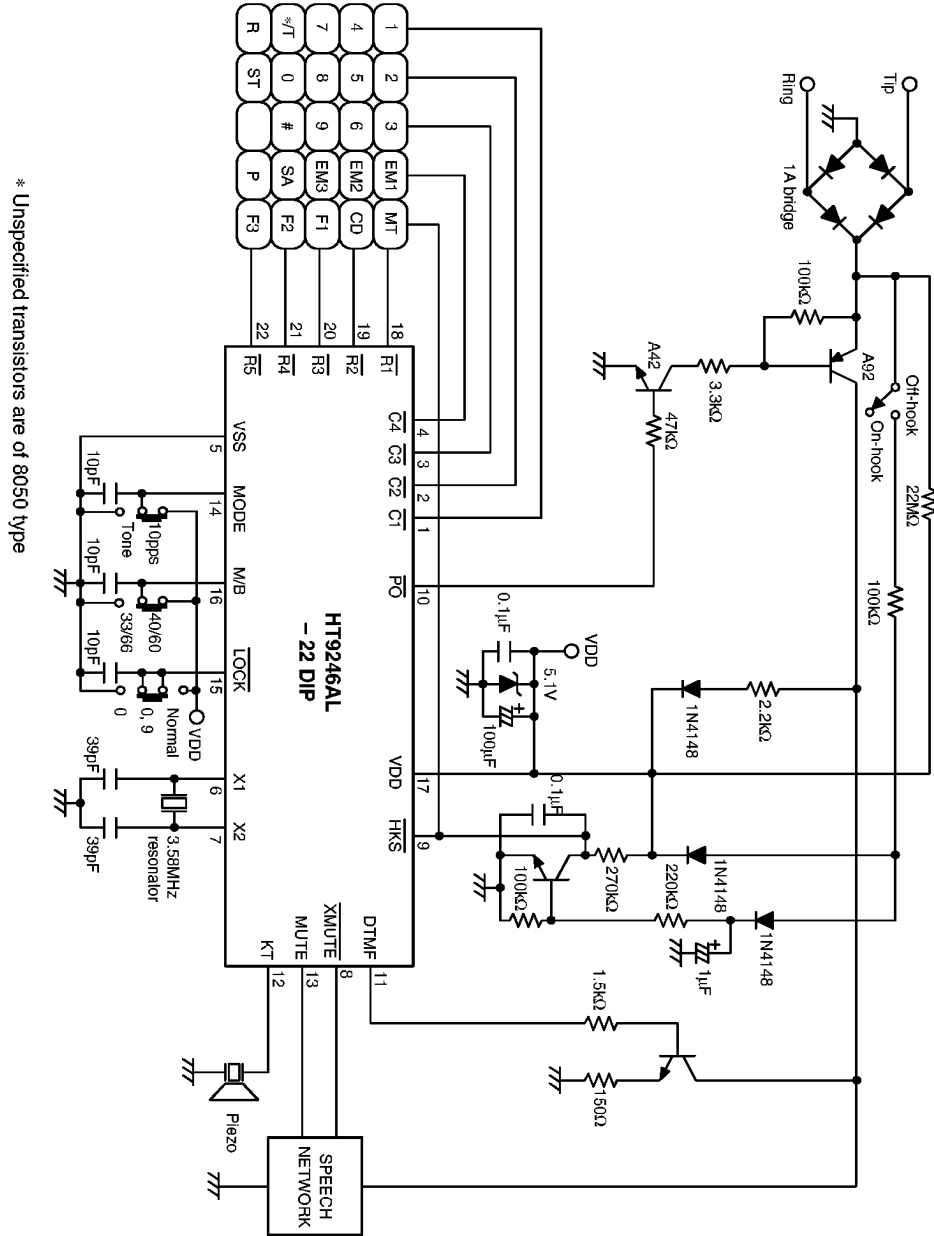 Tip
Ring
1A bridge
100kΩ
A92
Off-hook
On-hook
22MΩ
100kΩ
3.3kΩ
A42
47kΩ
2.2kΩ
1N4148
VDD
0.1µF
5.1V
100µF
+
0.1µF
1N4148
270kΩ
220kΩ
100kΩ
1N4148
1µF
+
1.5kΩ
150Ω
1
2
3
EM1
MT
4
5
6
EM2
CD
7
8
9
EM3
F1
*/T
0
#
SA
F2
R
ST
P
F3
18
R1
19
R2
20
R3
21
R4
22
R5
C4
4
C3
3
C2
2
C1
1
PO
10
VDD
17
HKS
9
HT9246AL
– 22 DIP
DTMF
11
XMUTE
8
MUTE
13
KT
12
VSS
5
MODE
14
M/B
16
LOCK
15
X1
6
X2
7
10pF
10pps
Tone
10pF
40/60
33/66
10pF
Normal
0, 9
0
VDD
39pF
39pF
3.58MHz
resonator
Piezo
SPEECH
NETWORK
* Unspecified transistors are of 8050 type